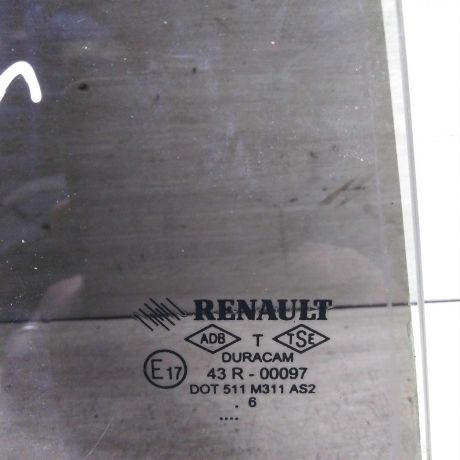 RENAULT
ADB T TSE
DURACAM
E17 43 R - 00097
DOT 511 M311 AS2
. 6
....